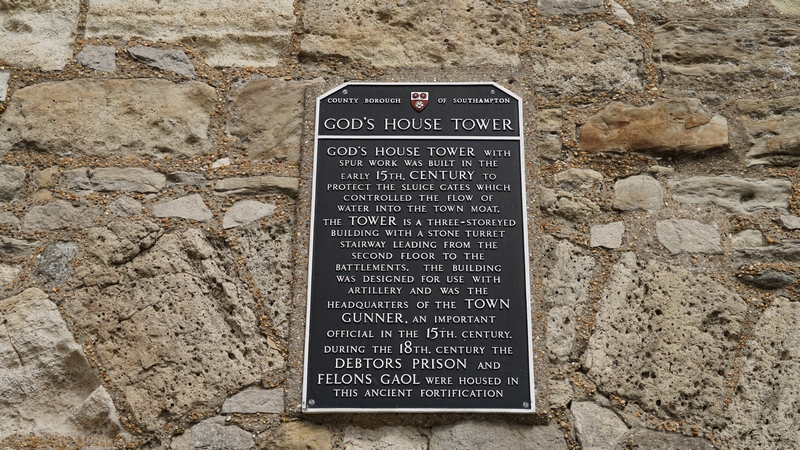 COUNTY BOROUGH OF SOUTHAMPTON
GOD'S HOUSE TOWER
GOD'S HOUSE TOWER WITH
SPUR WORK WAS BUILT IN THE
EARLY 15TH. CENTURY TO
PROTECT THE SLUICE GATES WHICH
CONTROLLED THE FLOW OF
WATER INTO THE TOWN MOAT.
THE TOWER IS A THREE-STOREYED
BUILDING WITH A STONE TURRET
STAIRWAY LEADING FROM THE
SECOND FLOOR TO THE
BATTLEMENTS. THE BUILDING
WAS DESIGNED FOR USE WITH
ARTILLERY AND WAS THE
HEADQUARTERS OF THE TOWN
GUNNER, AN IMPORTANT
OFFICIAL IN THE 15TH. CENTURY.
DURING THE 18TH. CENTURY THE
DEBTORS PRISON AND
FELONS GAOL WERE HOUSED IN
THIS ANCIENT FORTIFICATION